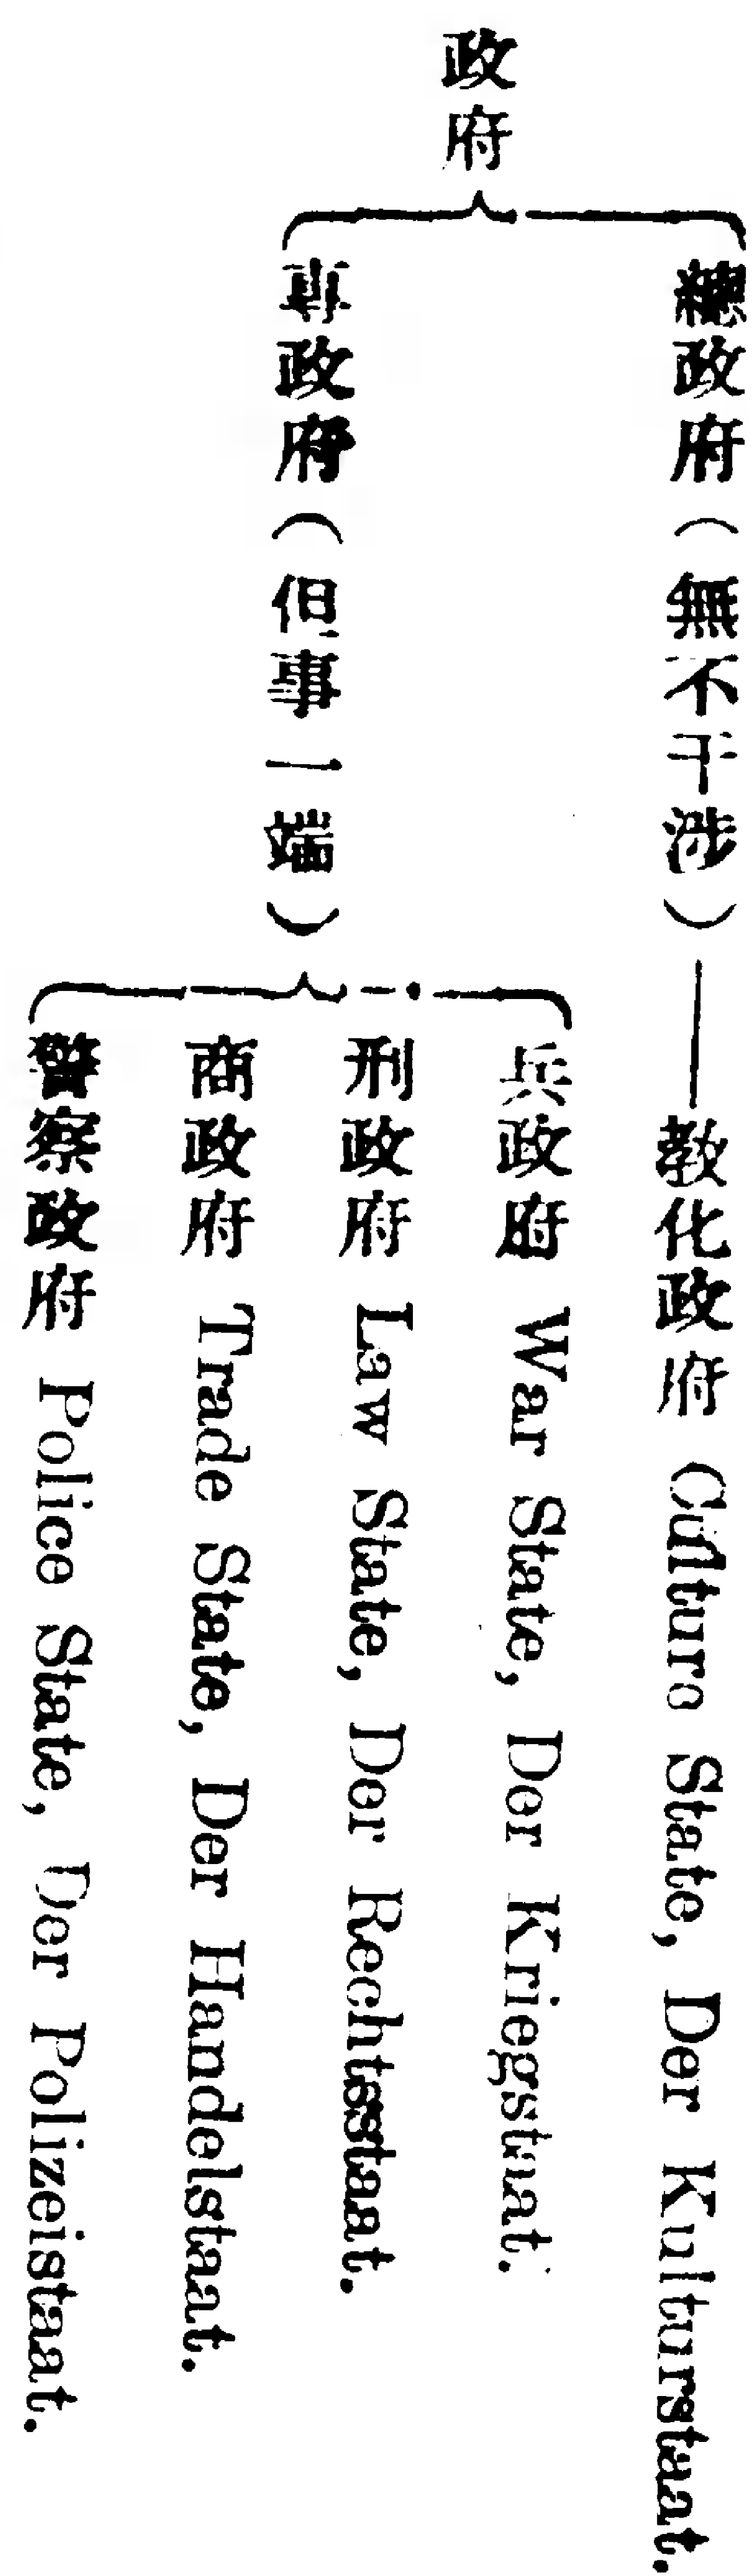 政府
總政府（無不干涉）——教化政府 Culture State, Der Kulturstaat.
專政府（但事一端）
兵政府 War State, Der Kriegstaat.
刑政府 Law State, Der Rechtsstaat.
商政府 Trade State, Der Handelstaat.
警察政府 Police State, Der Polizeistaat.